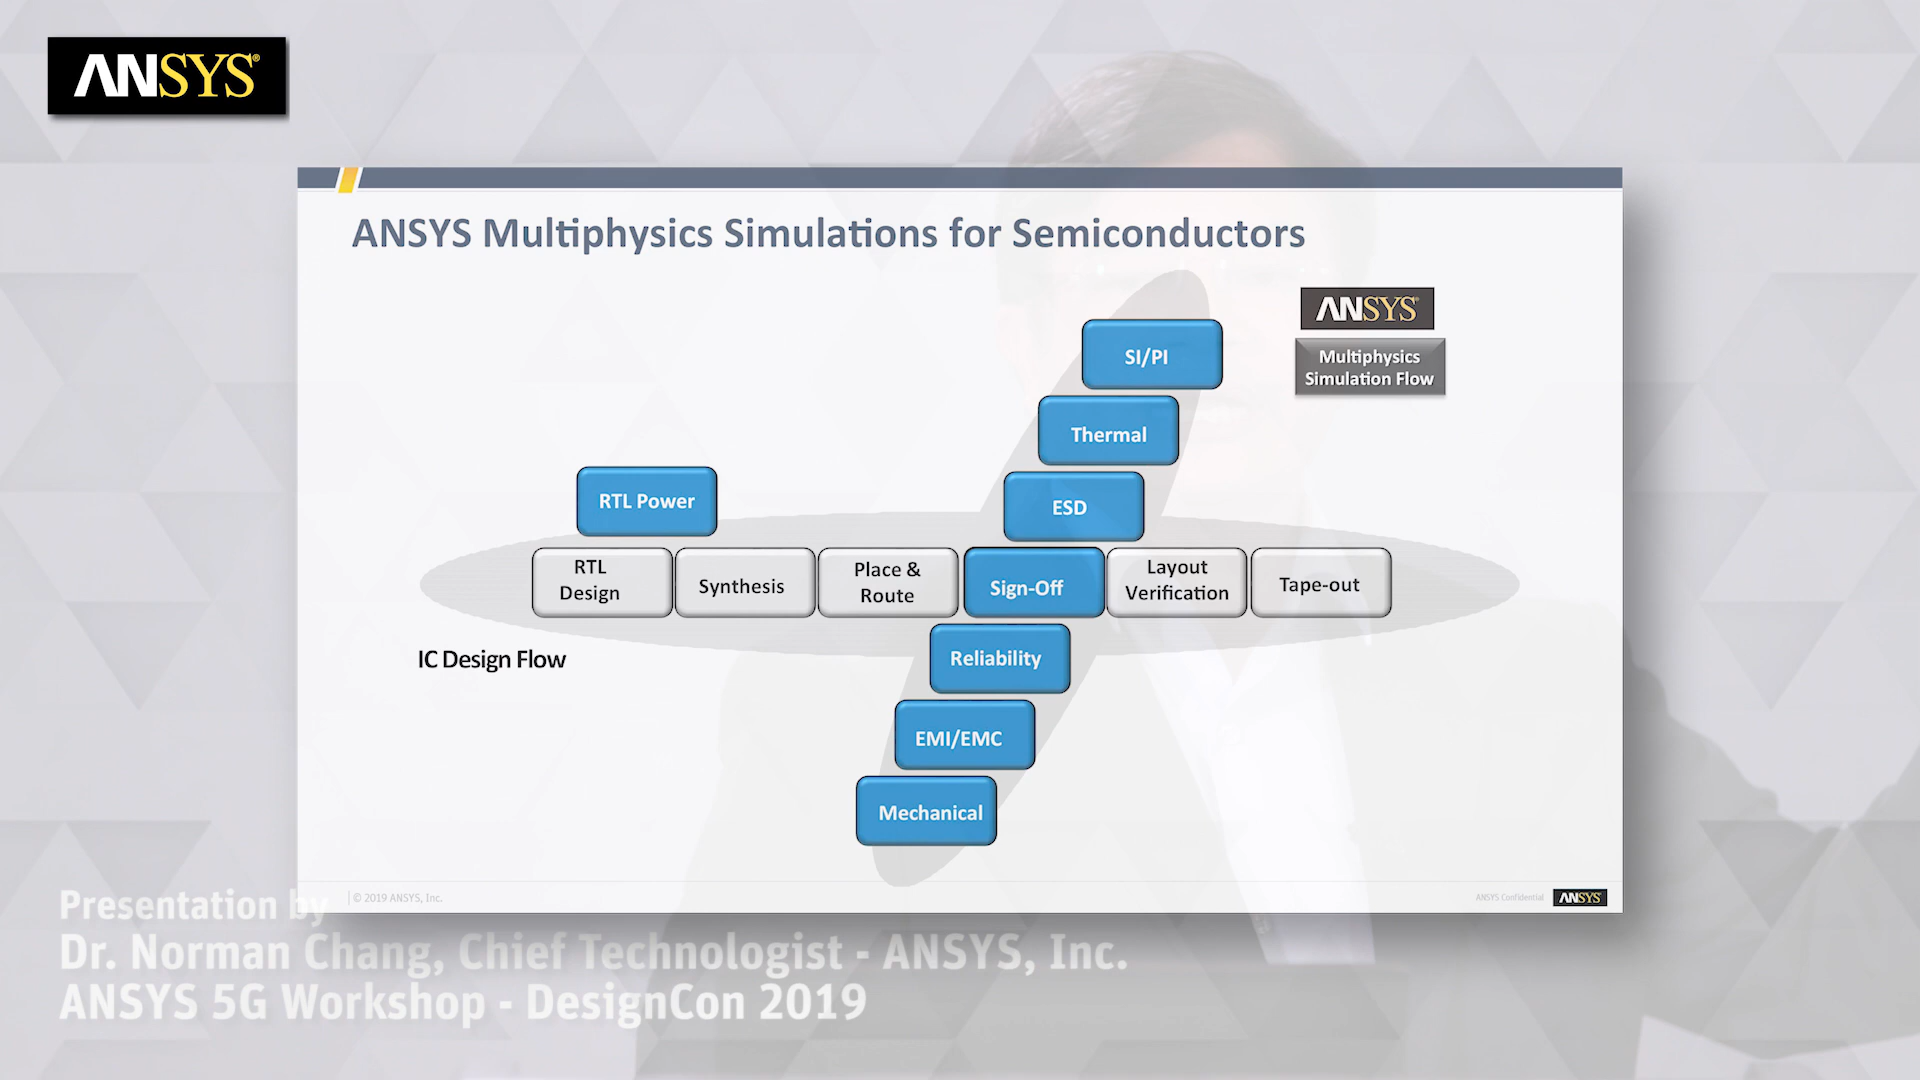 ANSYS®
ANSYS Multiphysics Simulations for Semiconductors
ANSYS®
Multiphysics
Simulation Flow
SI/PI
Thermal
ESD
RTL Power
RTL
Design
Synthesis
Place &
Route
Sign-Off
Layout
Verification
Tape-out
IC Design Flow
Reliability
EMI/EMC
Mechanical
© 2019 ANSYS, Inc.
ANSYS Confidential
ANSYS
Presentation by
Dr. Norman Chang, Chief Technologist - ANSYS, Inc.
ANSYS 5G Workshop - DesignCon 2019